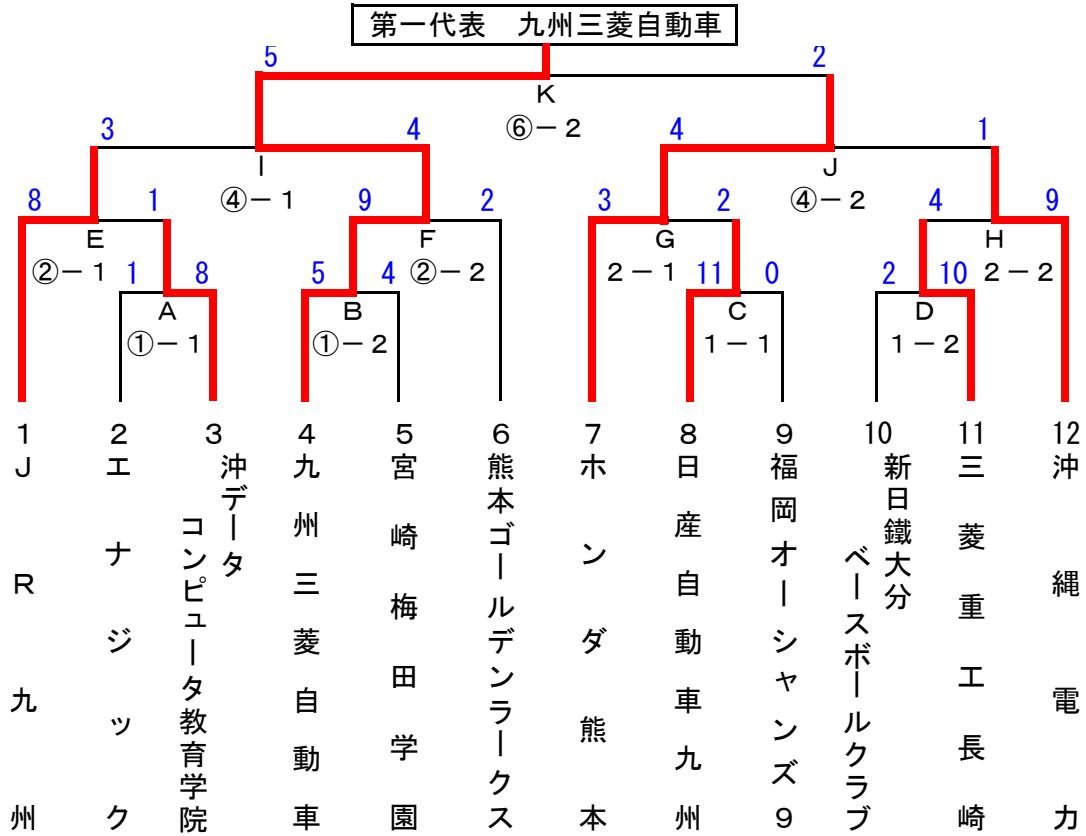 第一代表　九州三菱自動車
5 2
K
⑥－2
3 4 4 1
I J
④－1 ④－2
8 1 9 2 3 2 4 9
E F G H
②－1 ②－2 2－1 2－2
1 8 5 4 11 0 2 10
A B C D
①－1 ①－2 1－1 1－2
1 2 3 4 5 6 7 8 9 10 11 12
JR九州
エナジック
沖データ
コンピュータ教育学院
九州三菱自動車
宮崎梅田学園
熊本ゴールデンラークス
ホンダ熊本
日産自動車九州
福岡オーシャンズ9
新日鐵大分
ベースボールクラブ
三菱重工長崎
沖縄電力